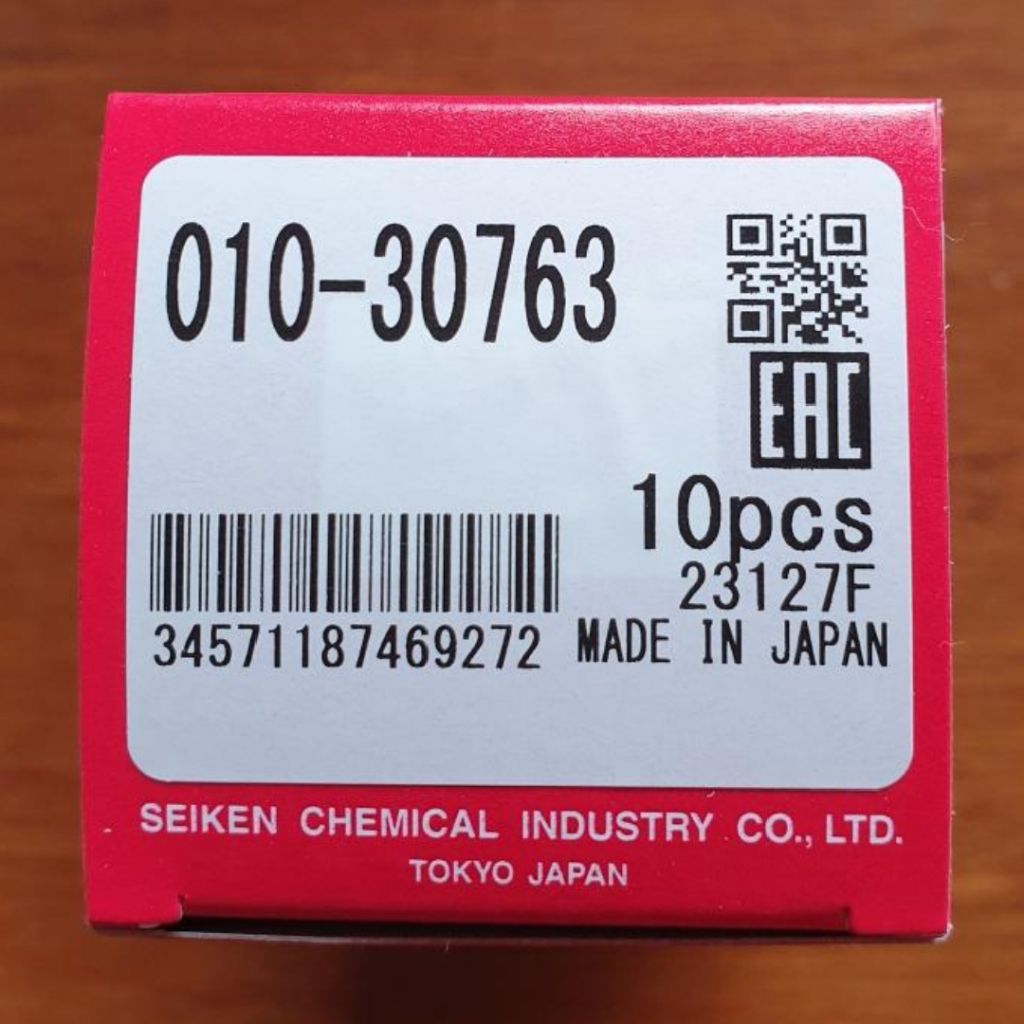 010-30763
EAC
10pcs
23127F
34571187469272
MADE IN JAPAN
SEIKEN CHEMICAL INDUSTRY CO., LTD.
TOKYO JAPAN